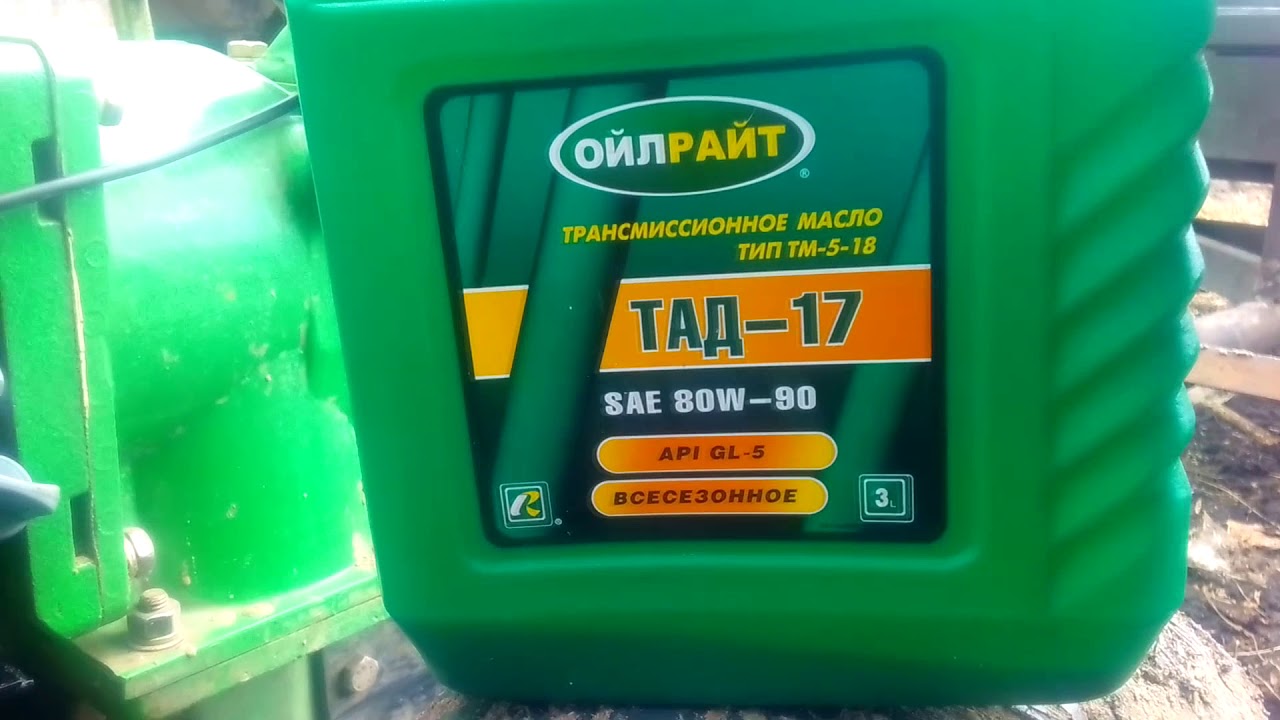 ОЙЛРАЙТ
®
ТРАНСМИССИОННОЕ МАСЛО
ТИП ТМ-5-18
ТАД-17
SAE 80W-90
API GL-5
ВСЕСЕЗОННОЕ
R ®
3L